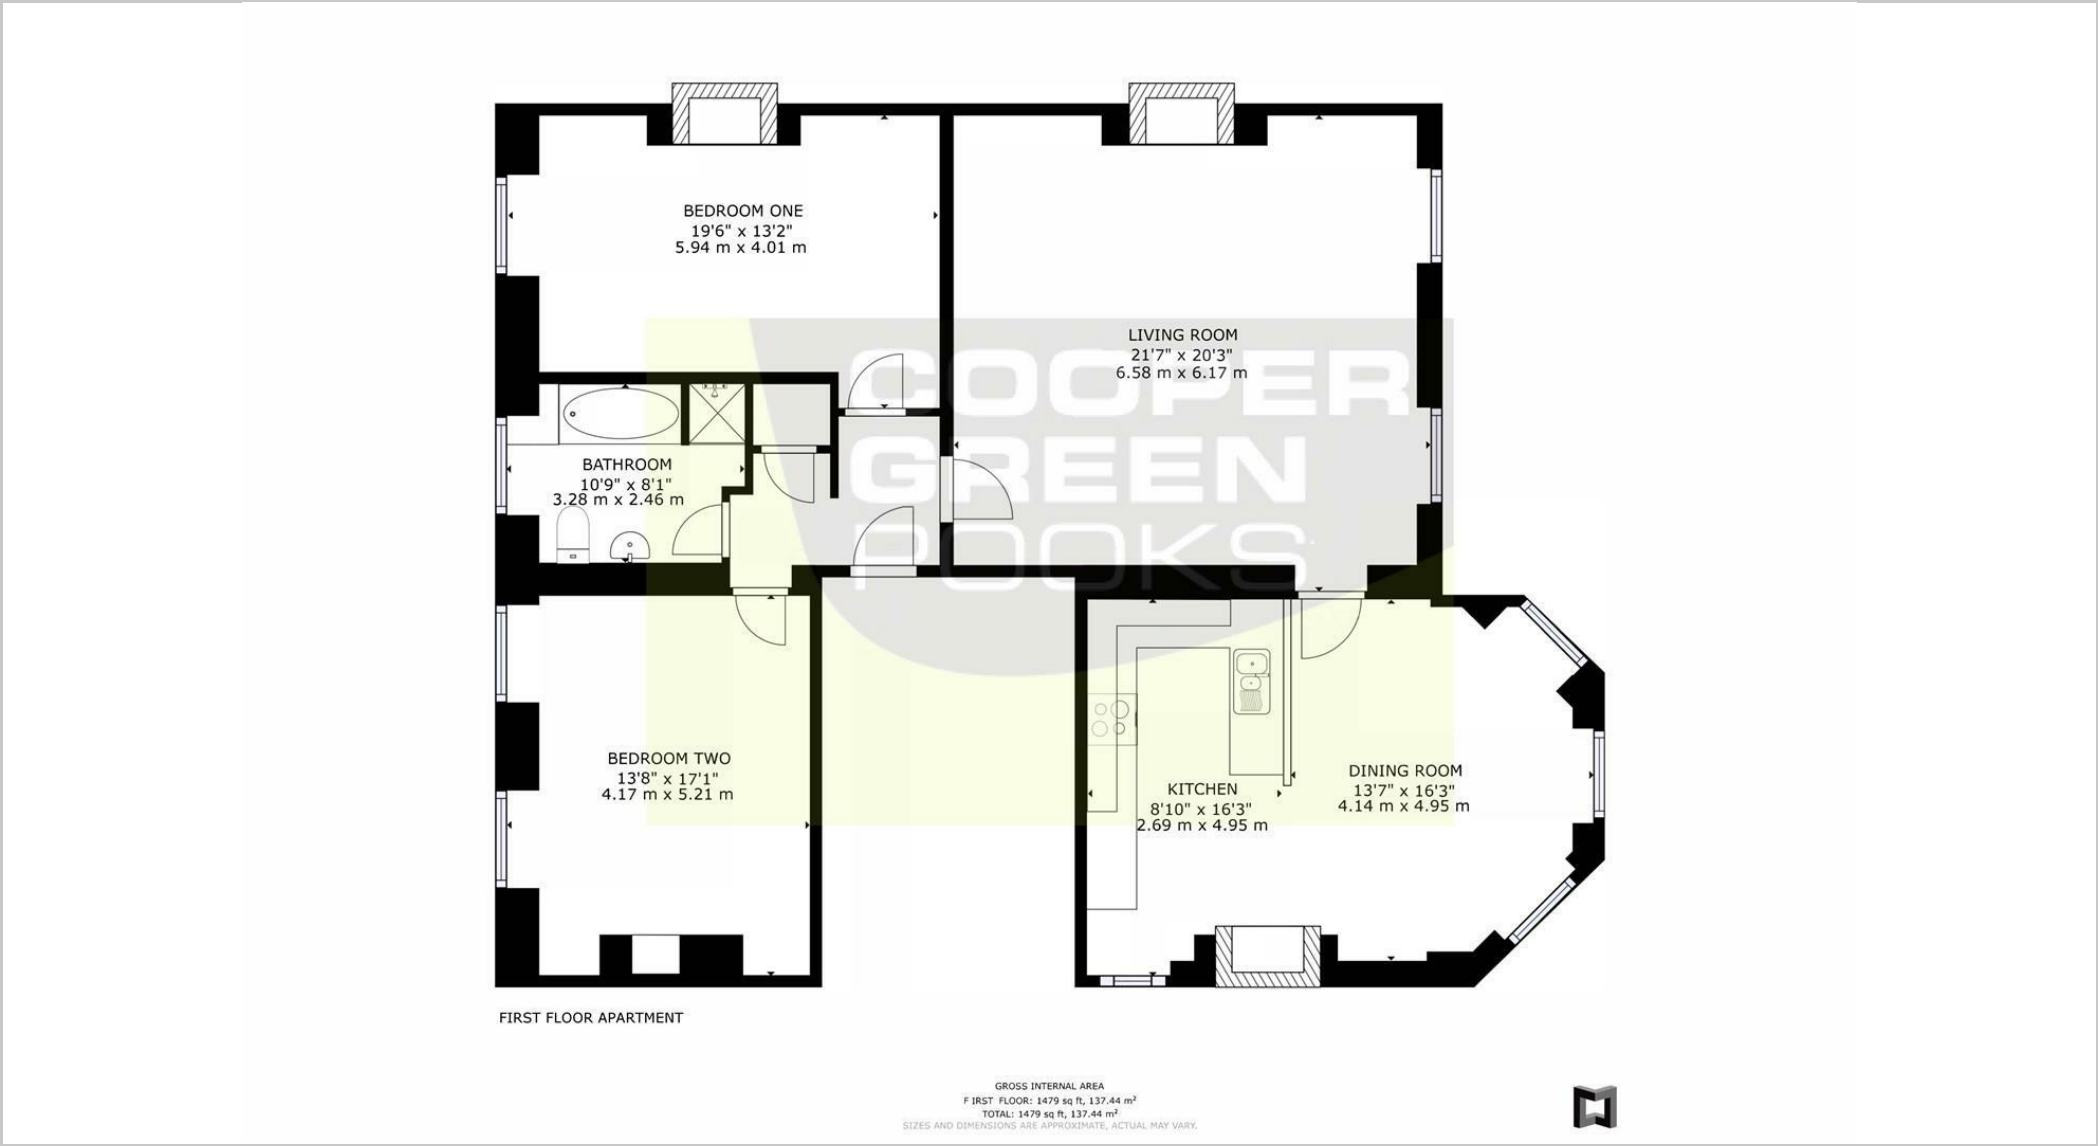 BEDROOM ONE
19'6" x 13'2"
5.94 m x 4.01 m
LIVING ROOM
21'7" x 20'3"
6.58 m x 6.17 m
COOPER
GREEN
POOKS
BATHROOM
10'9" x 8'1"
3.28 m x 2.46 m
BEDROOM TWO
13'8" x 17'1"
4.17 m x 5.21 m
KITCHEN
8'10" x 16'3"
2.69 m x 4.95 m
DINING ROOM
13'7" x 16'3"
4.14 m x 4.95 m
FIRST FLOOR APARTMENT
GROSS INTERNAL AREA
F IRST FLOOR: 1479 sq ft, 137.44 m²
TOTAL: 1479 sq ft, 137.44 m²
SIZES AND DIMENSIONS ARE APPROXIMATE, ACTUAL MAY VARY.